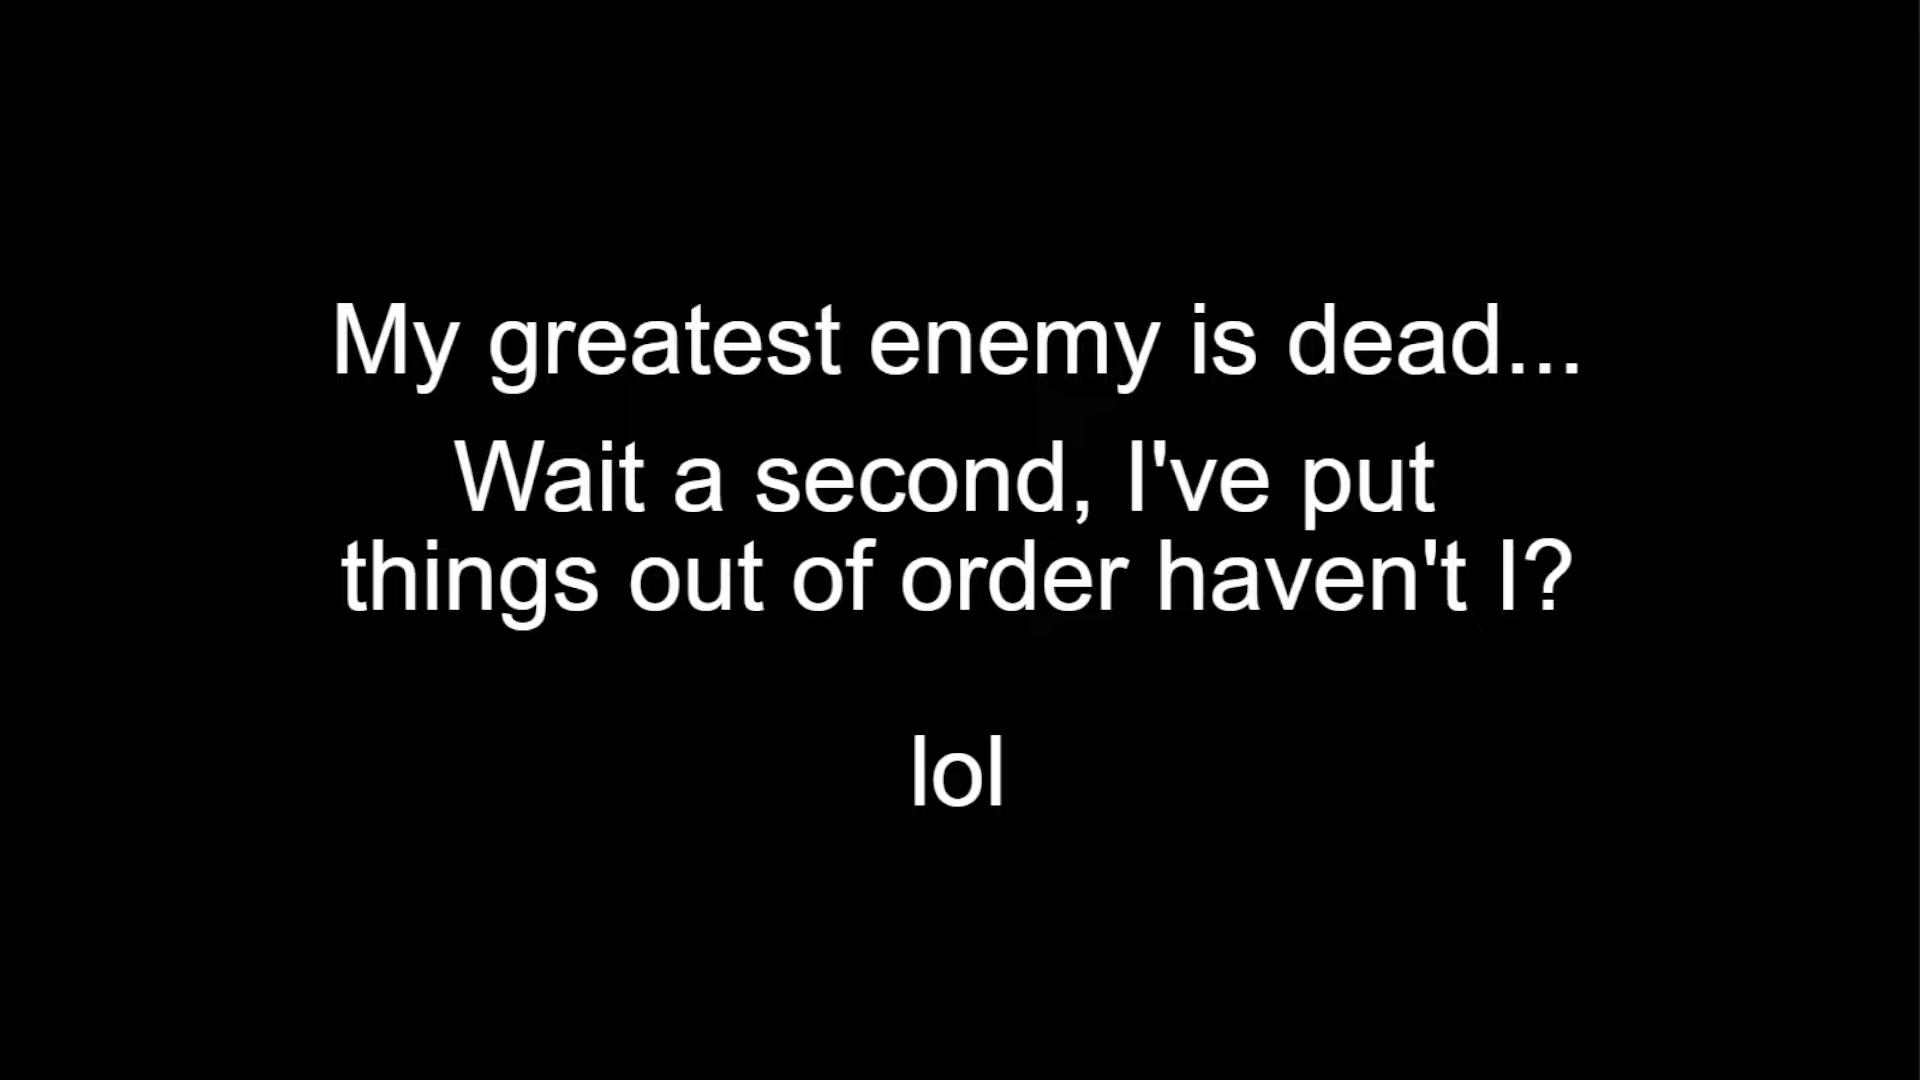 My greatest enemy is dead...
Wait a second, I've put
things out of order haven't I?
lol